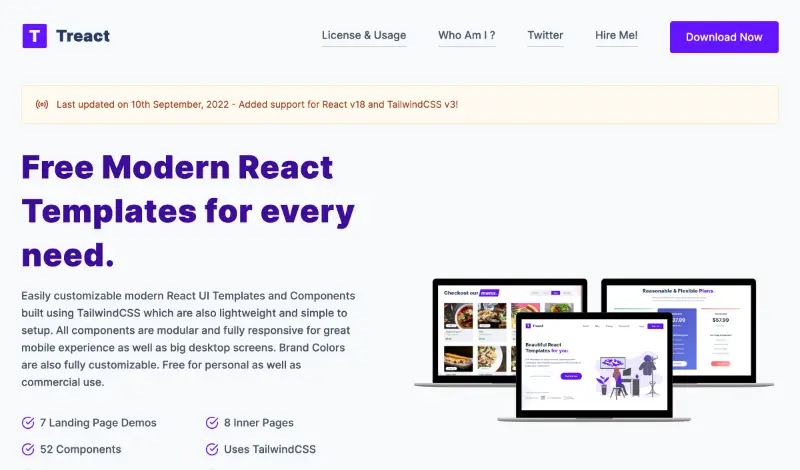 T Treact
License & Usage
Who Am I ?
Twitter
Hire Me!
Download Now
Last updated on 10th September, 2022 - Added support for React v18 and TailwindCSS v3!
Free Modern React
Templates for every
need.
Easily customizable modern React UI Templates and Components
built using TailwindCSS which are also lightweight and simple to
setup. All components are modular and fully responsive for great
mobile experience as well as big desktop screens. Brand Colors
are also fully customizable. Free for personal as well as
commercial use.
7 Landing Page Demos
8 Inner Pages
52 Components
Uses TailwindCSS
Checkout our menu.
Reasonable & Flexible Plans.
$57.99
Treact
Beautiful React
Templates for you.